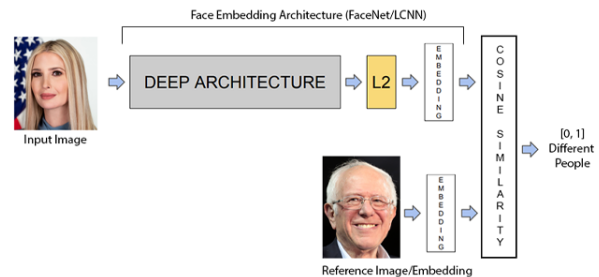 Face Embedding Architecture (FaceNet/LCNN)
DEEP ARCHITECTURE
L2
EMBEDDING
COSINE SIMILARITY
[0, 1]
Different
People
Input Image
EMBEDDING
Reference Image/Embedding